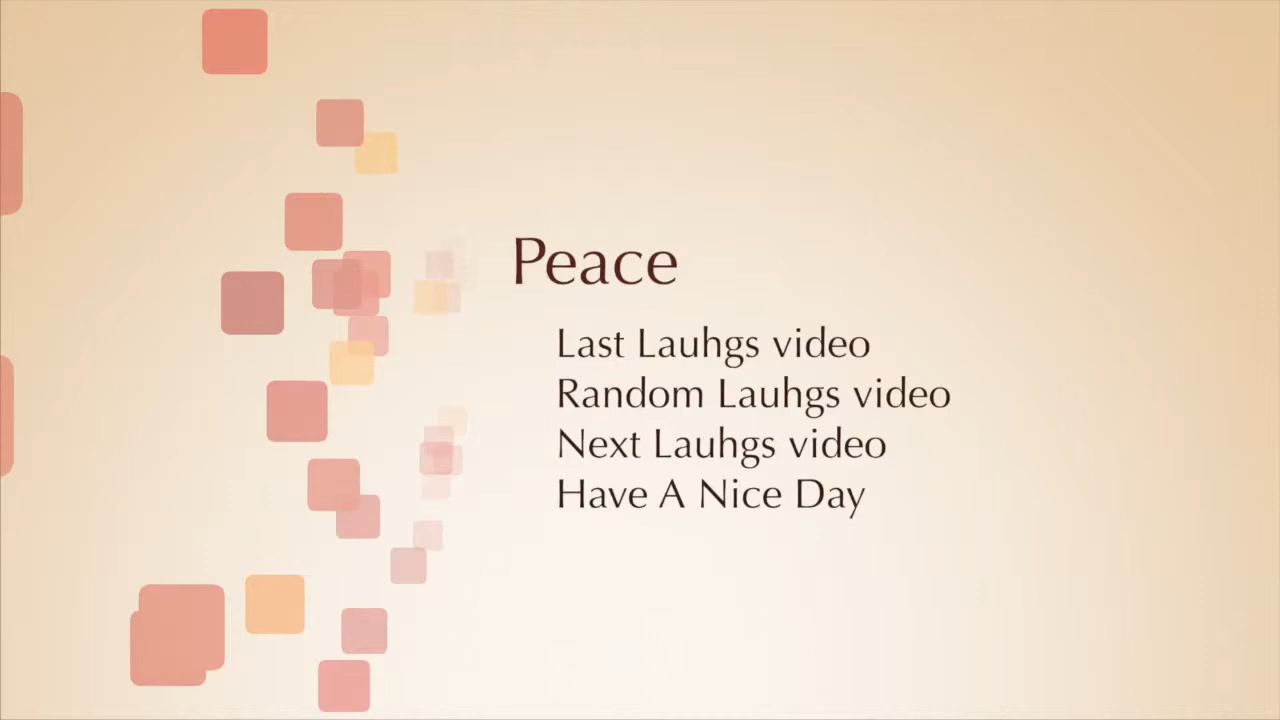 Peace
Last Lauhgs video
Random Lauhgs video
Next Lauhgs video
Have A Nice Day